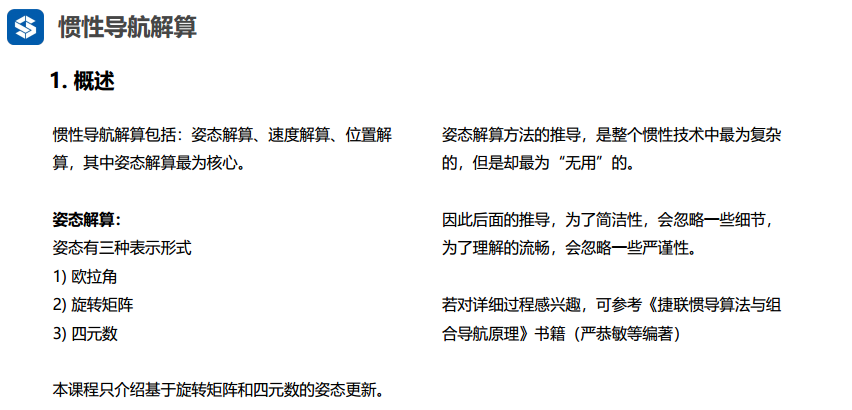 惯性导航解算
1. 概述
惯性导航解算包括：姿态解算、速度解算、位置解
算，其中姿态解算最为核心。
姿态解算：
姿态有三种表示形式
1) 欧拉角
2) 旋转矩阵
3) 四元数
本课程只介绍基于旋转矩阵和四元数的姿态更新。
姿态解算方法的推导，是整个惯性技术中最为复杂
的，但是却最为“无用”的。
因此后面的推导，为了简洁性，会忽略一些细节，
为了理解的流畅，会忽略一些严谨性。
若对详细过程感兴趣，可参考《捷联惯导算法与组
合导航原理》书籍（严恭敏等编著）